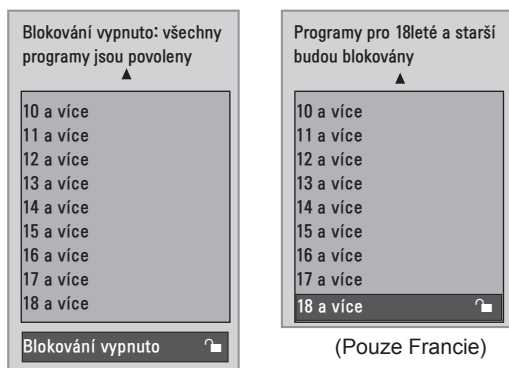 Blokování vypnuto: všechny
programy jsou povoleny
10 a více
11 a více
12 a více
13 a více
14 a více
15 a více
16 a více
17 a více
18 a více
Blokování vypnuto
Programy pro 18leté a starší
budou blokovány
10 a více
11 a více
12 a více
13 a více
14 a více
15 a více
16 a více
17 a více
18 a více
(Pouze Francie)